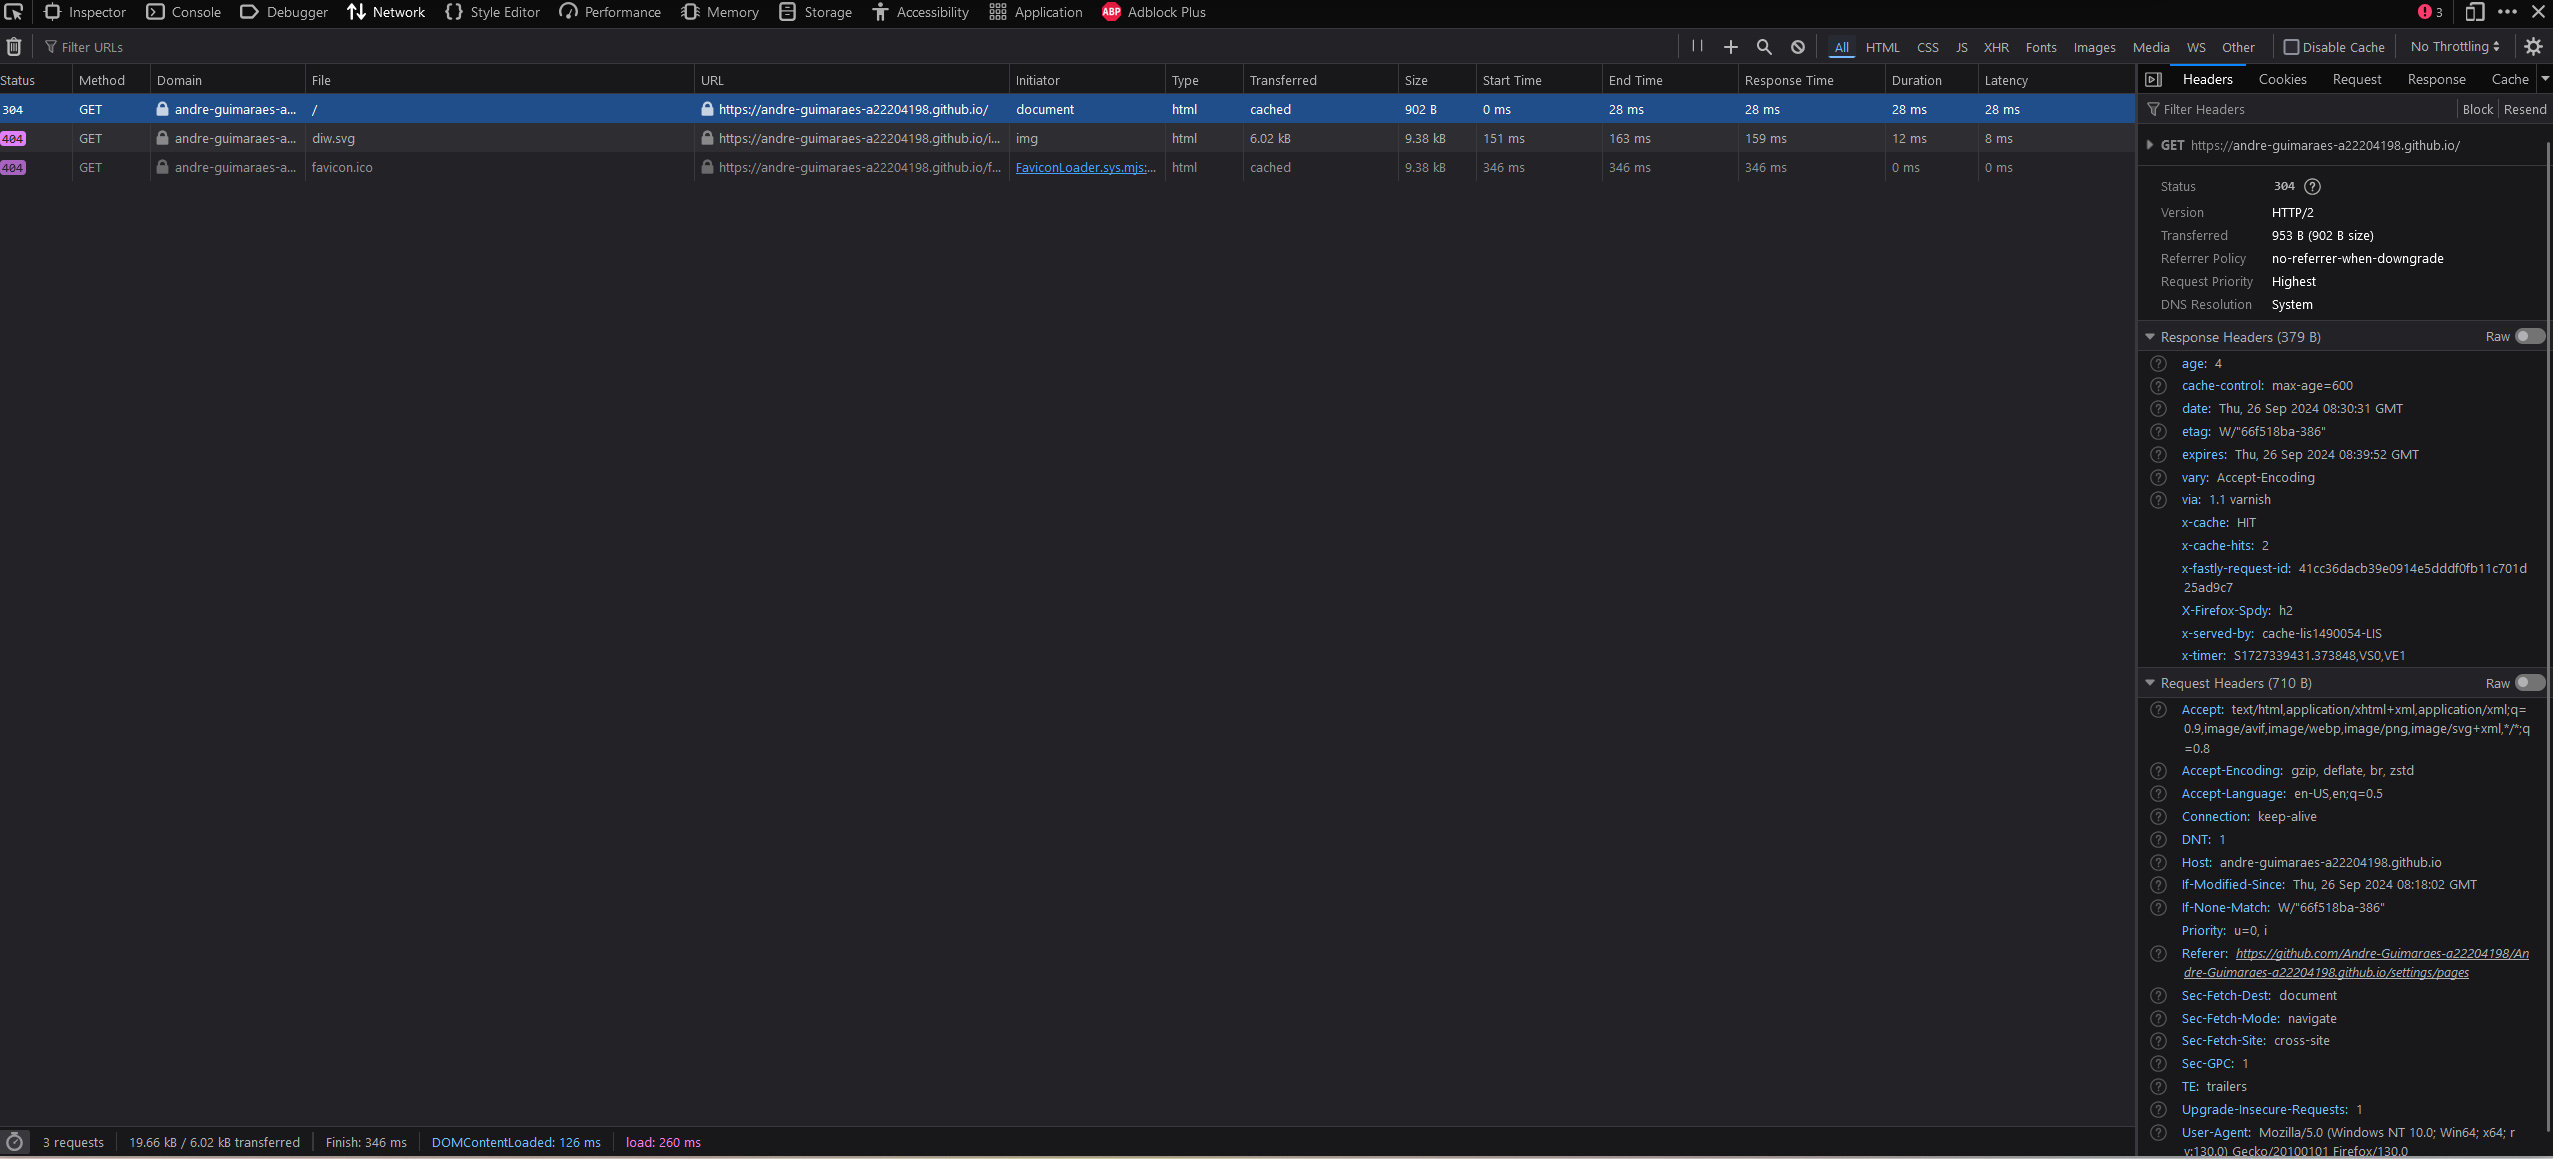 Inspector Console Debugger Network Style Editor Performance Memory Storage Accessibility Application ABP Adblock Plus 3
Filter URLs All HTML CSS JS XHR Fonts Images Media WS Other Disable Cache No Throttling
Status Method Domain File URL Initiator Type Transferred Size Start Time End Time Response Time Duration Latency
304 GET andre-guimaraes-a... / https://andre-guimaraes-a22204198.github.io/ document html cached 902 B 0 ms 28 ms 28 ms 28 ms 28 ms
404 GET andre-guimaraes-a... diw.svg https://andre-guimaraes-a22204198.github.io/i... img html 6.02 kB 9.38 kB 151 ms 163 ms 159 ms 12 ms 8 ms
404 GET andre-guimaraes-a... favicon.ico https://andre-guimaraes-a22204198.github.io/f... FaviconLoader.sys.mjs:... html cached 9.38 kB 346 ms 346 ms 346 ms 0 ms 0 ms
Headers Cookies Request Response Cache
Filter Headers Block Resend
GET https://andre-guimaraes-a22204198.github.io/
Status 304
Version HTTP/2
Transferred 953 B (902 B size)
Referrer Policy no-referrer-when-downgrade
Request Priority Highest
DNS Resolution System
Response Headers (379 B) Raw
age: 4
cache-control: max-age=600
date: Thu, 26 Sep 2024 08:30:31 GMT
etag: W/"66f518ba-386"
expires: Thu, 26 Sep 2024 08:39:52 GMT
vary: Accept-Encoding
via: 1.1 varnish
x-cache: HIT
x-cache-hits: 2
x-fastly-request-id: 41cc36dacb39e0914e5dddf0fb11c701d
25ad9c7
X-Firefox-Spdy: h2
x-served-by: cache-lis1490054-LIS
x-timer: S1727339431.373848,VS0,VE1
Request Headers (710 B) Raw
Accept: text/html,application/xhtml+xml,application/xml;q=
0.9,image/avif,image/webp,image/png,image/svg+xml,*/*;q
=0.8
Accept-Encoding: gzip, deflate, br, zstd
Accept-Language: en-US,en;q=0.5
Connection: keep-alive
DNT: 1
Host: andre-guimaraes-a22204198.github.io
If-Modified-Since: Thu, 26 Sep 2024 08:18:02 GMT
If-None-Match: W/"66f518ba-386"
Priority: u=0, i
Referer: https://github.com/Andre-Guimaraes-a22204198/An
dre-Guimaraes-a22204198.github.io/settings/pages
Sec-Fetch-Dest: document
Sec-Fetch-Mode: navigate
Sec-Fetch-Site: cross-site
Sec-GPC: 1
TE: trailers
Upgrade-Insecure-Requests: 1
User-Agent: Mozilla/5.0 (Windows NT 10.0; Win64; x64; r
v:130.0) Gecko/20100101 Firefox/130.0
3 requests 19.66 kB / 6.02 kB transferred Finish: 346 ms DOMContentLoaded: 126 ms load: 260 ms